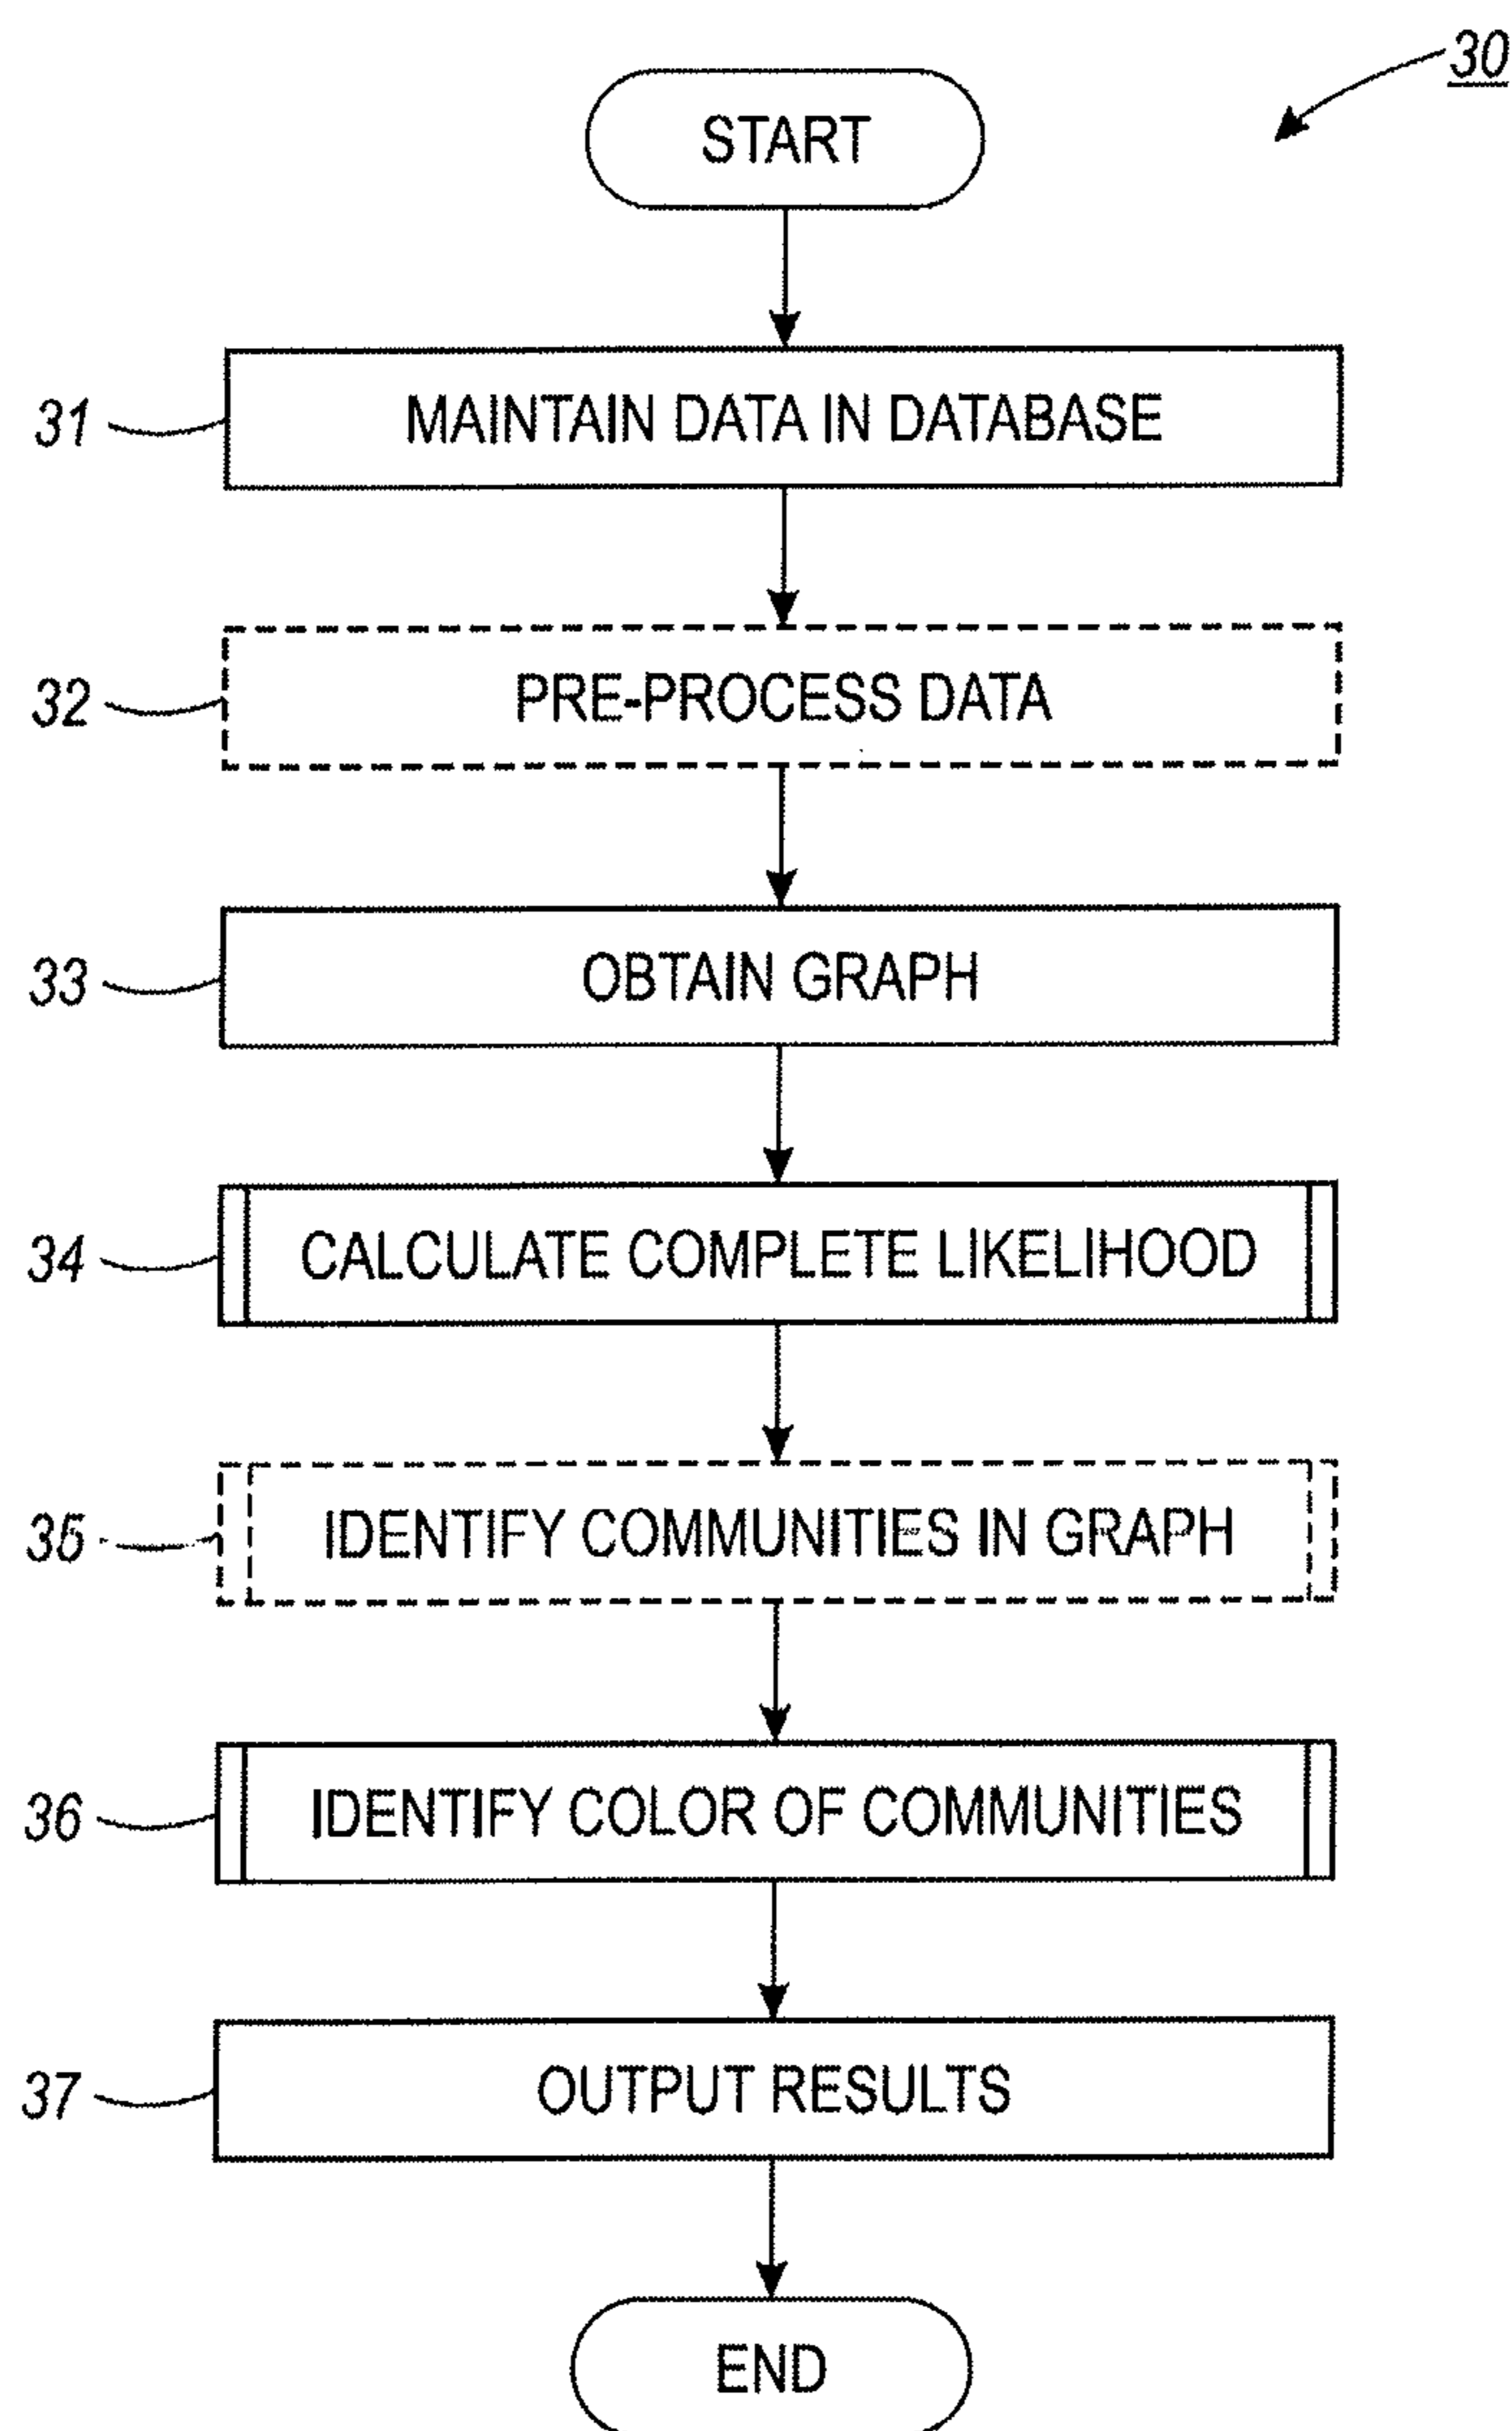 30
START
31 MAINTAIN DATA IN DATABASE
32 PRE-PROCESS DATA
33 OBTAIN GRAPH
34 CALCULATE COMPLETE LIKELIHOOD
35 IDENTIFY COMMUNITIES IN GRAPH
36 IDENTIFY COLOR OF COMMUNITIES
37 OUTPUT RESULTS
END